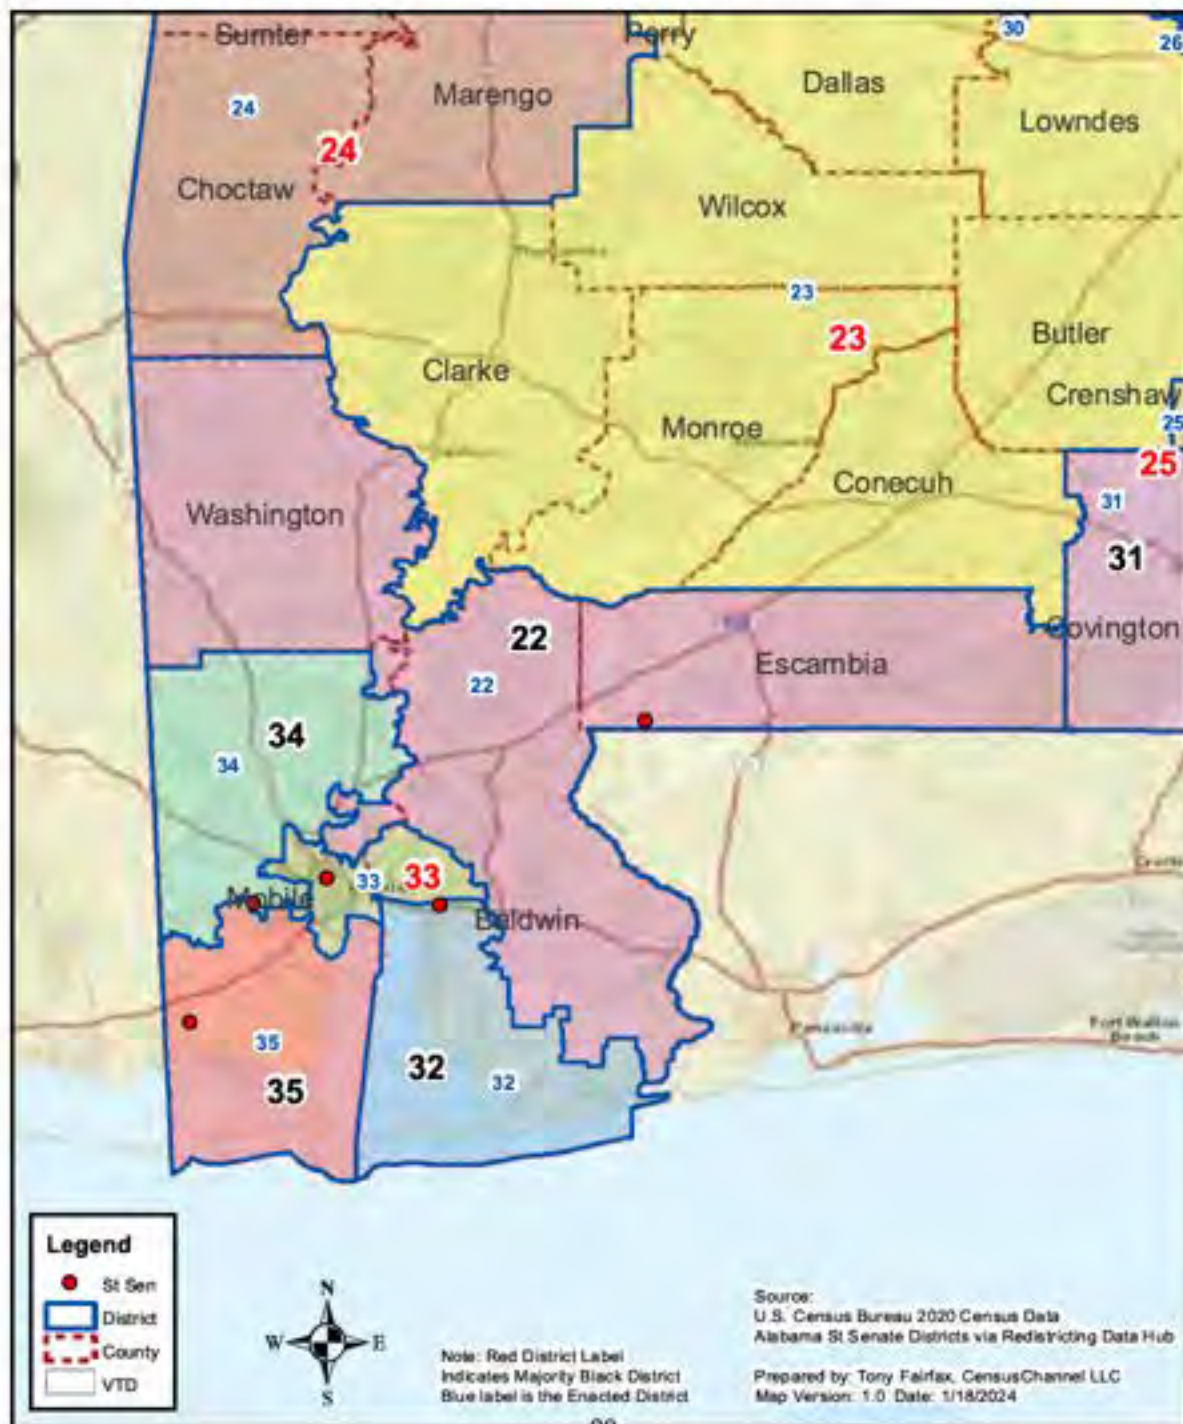 Sumter
Perry
30
26
Dallas
24
Marengo
Lowndes
24
Choctaw
Wilcox
23
23
Butler
Clarke
Crenshaw
25
Monroe
25
Conecuh
31
Washington
31
22
Covington
Escambia
22
34
34
33
33
Mobile
Baldwin
Pensacola
Fort Walton
Beach
35
32
32
35
Legend
St Sen
District
County
VTD
N
W
E
S
Note: Red District Label
Indicates Majority Black District
Blue label is the Enacted District
Source:
U.S. Census Bureau 2020 Census Data
Alabama St Senate Districts via Redistricting Data Hub
Prepared by: Tony Fairfax, CensusChannel LLC
Map Version: 1.0 Date: 1/18/2024